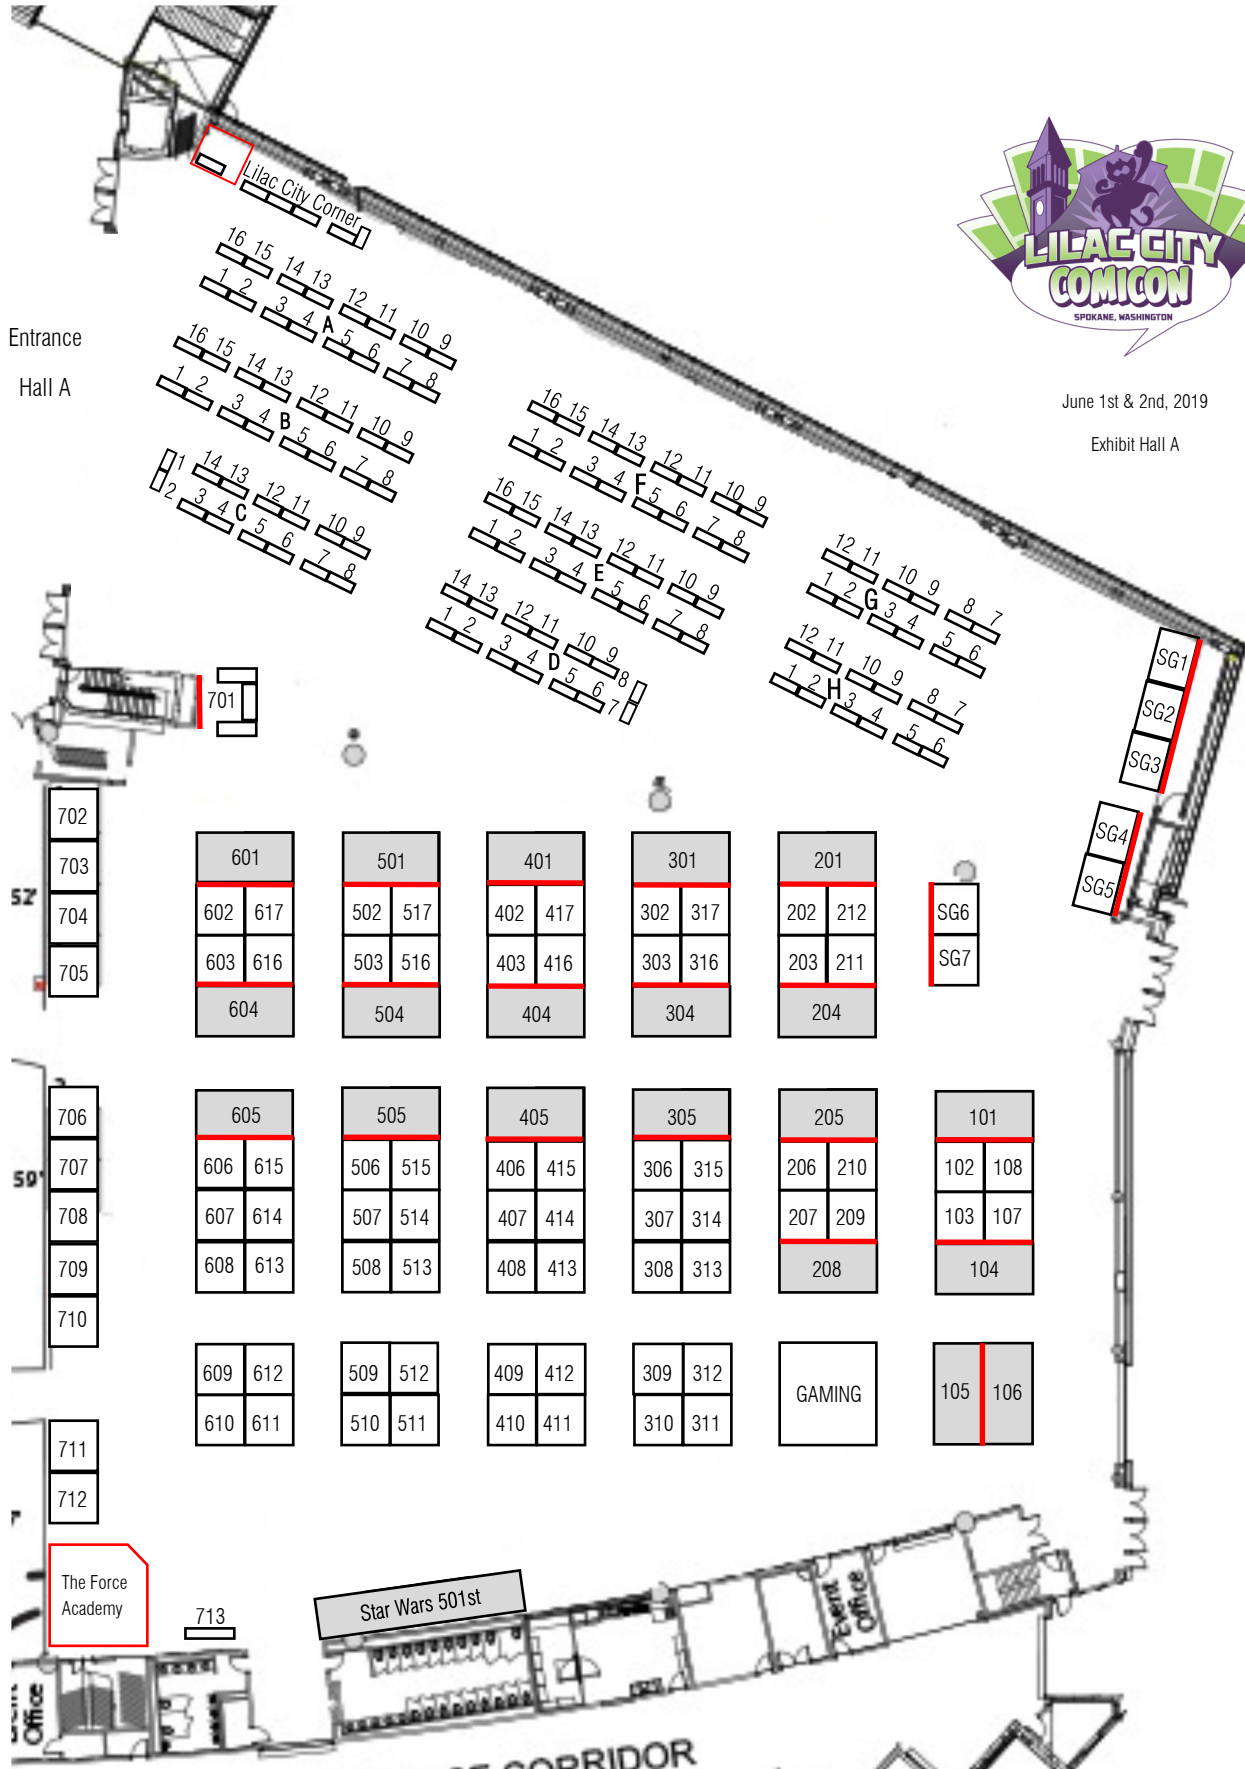 LILAC CITY
COMICON
SPOKANE, WASHINGTON
June 1st & 2nd, 2019
Exhibit Hall A
Entrance
Hall A
Lilac City Corner
16 15 14 13 12 11 10 9
1 2 3 4 A 5 6 7 8
16 15 14 13 12 11 10 9
1 2 3 4 B 5 6 7 8
1 14 13 12 11 10 9
2 3 4 C 5 6 7 8
16 15 14 13 12 11 10 9
1 2 3 4 F 5 6 7 8
16 15 14 13 12 11 10 9
1 2 3 4 E 5 6 7 8
14 13 12 11 10 9 8
1 2 3 4 D 5 6 7
12 11 10 9 8 7
1 2 G 3 4 5 6
12 11 10 9 8 7
1 2 H 3 4 5 6
SG1
SG2
SG3
SG4
SG5
701
702
703
704
705
52'
601 501 401 301 201
602 617 502 517 402 417 302 317 202 212 SG6
603 616 503 516 403 416 303 316 203 211 SG7
604 504 404 304 204
706
707
708
709
710
59'
605 505 405 305 205 101
606 615 506 515 406 415 306 315 206 210 102 108
607 614 507 514 407 414 307 314 207 209 103 107
608 613 508 513 408 413 308 313 208 104
609 612 509 512 409 412 309 312 GAMING 105 106
610 611 510 511 410 411 310 311
711
712
The Force
Academy
713
Star Wars 501st
Event
Office
Office
CORRIDOR